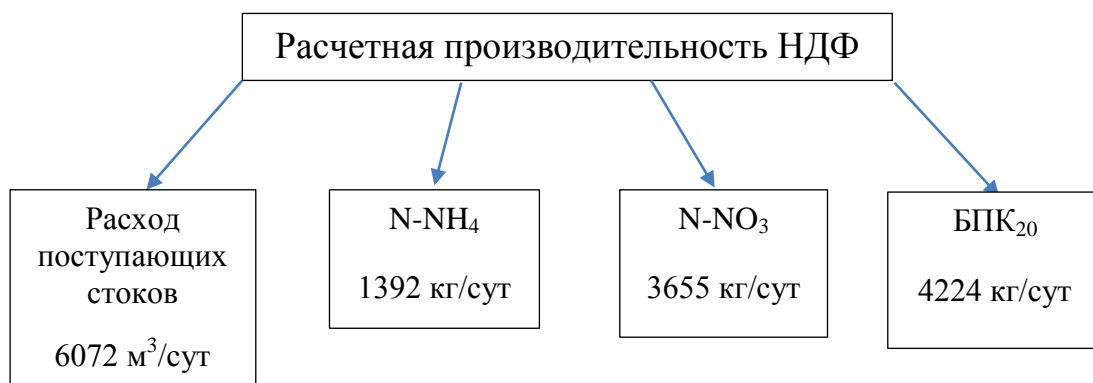 Расчетная производительность НДФ
Расход
поступающих
стоков
6072 м³/сут
N-NH₄
1392 кг/сут
N-NO₃
3655 кг/сут
БПК₂₀
4224 кг/сут